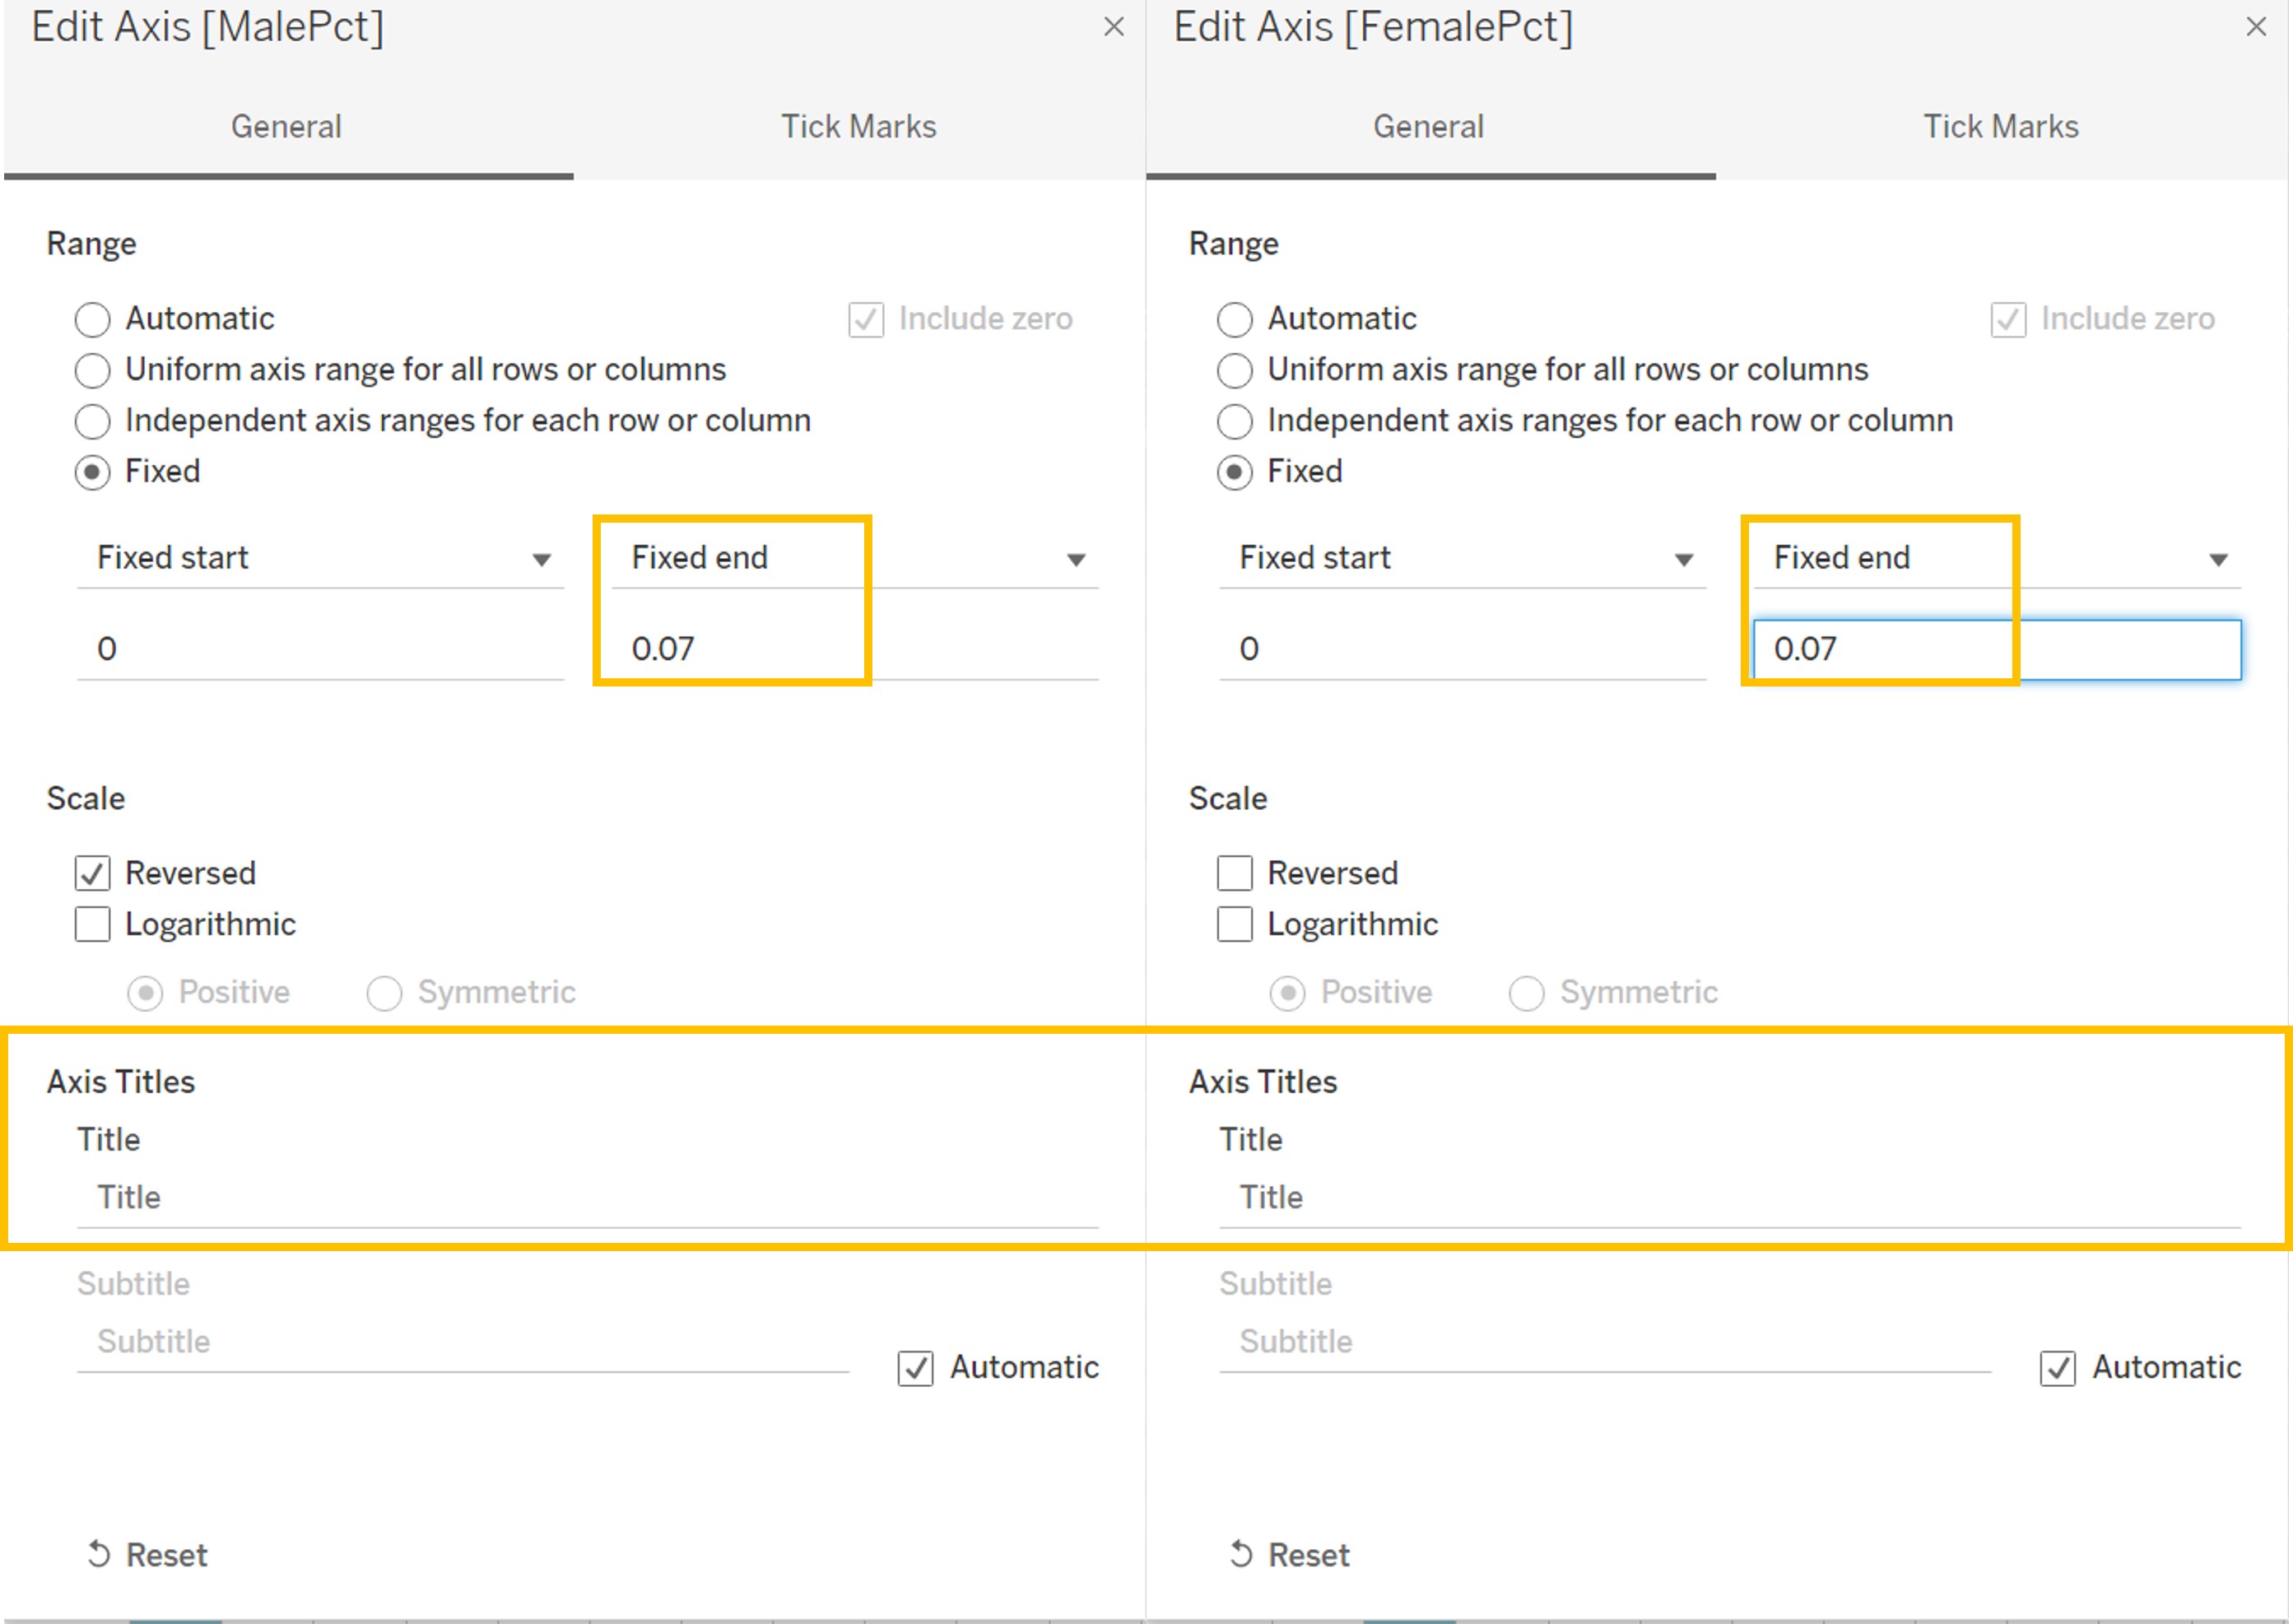 Edit Axis [MalePct]
General
Tick Marks
Range
Automatic
Include zero
Uniform axis range for all rows or columns
Independent axis ranges for each row or column
Fixed
Fixed start
Fixed end
0
0.07
Scale
Reversed
Logarithmic
Positive
Symmetric
Axis Titles
Title
Title
Subtitle
Subtitle
Automatic
Reset
Edit Axis [FemalePct]
General
Tick Marks
Range
Automatic
Include zero
Uniform axis range for all rows or columns
Independent axis ranges for each row or column
Fixed
Fixed start
Fixed end
0
0.07
Scale
Reversed
Logarithmic
Positive
Symmetric
Axis Titles
Title
Title
Subtitle
Subtitle
Automatic
Reset